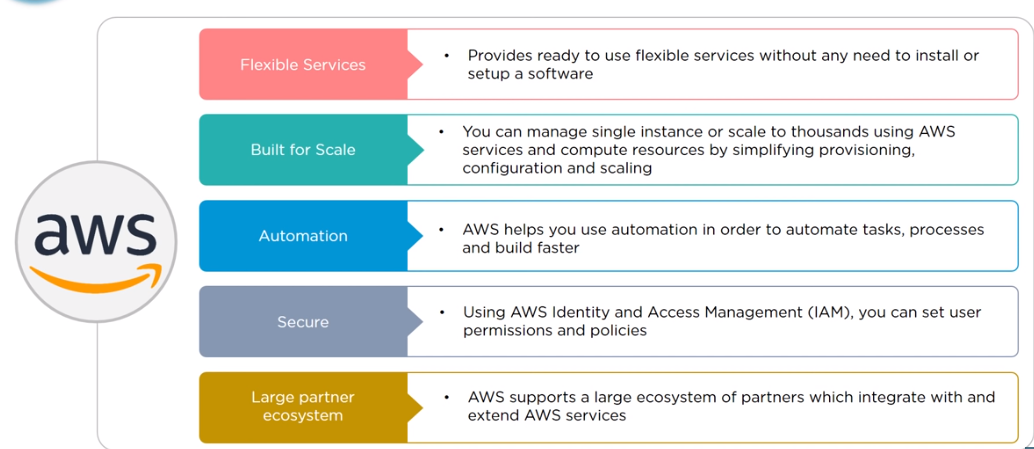 aws
Flexible Services
• Provides ready to use flexible services without any need to install or
setup a software
Built for Scale
• You can manage single instance or scale to thousands using AWS
services and compute resources by simplifying provisioning,
configuration and scaling
Automation
• AWS helps you use automation in order to automate tasks, processes
and build faster
Secure
• Using AWS Identity and Access Management (IAM), you can set user
permissions and policies
Large partner
ecosystem
• AWS supports a large ecosystem of partners which integrate with and
extend AWS services